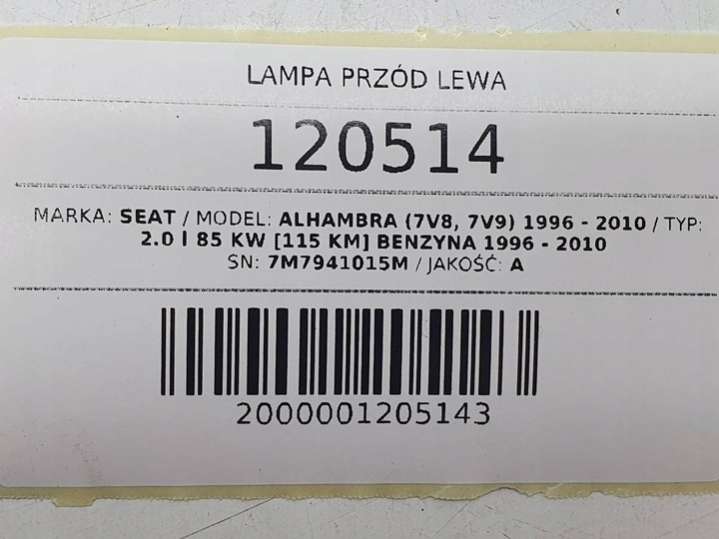 LAMPA PRZÓD LEWA
120514
MARKA: SEAT / MODEL: ALHAMBRA (7V8, 7V9) 1996 - 2010 / TYP:
2.0 l 85 KW [115 KM] BENZYNA 1996 - 2010
SN: 7M7941015M / JAKOŚĆ: A
2000001205143